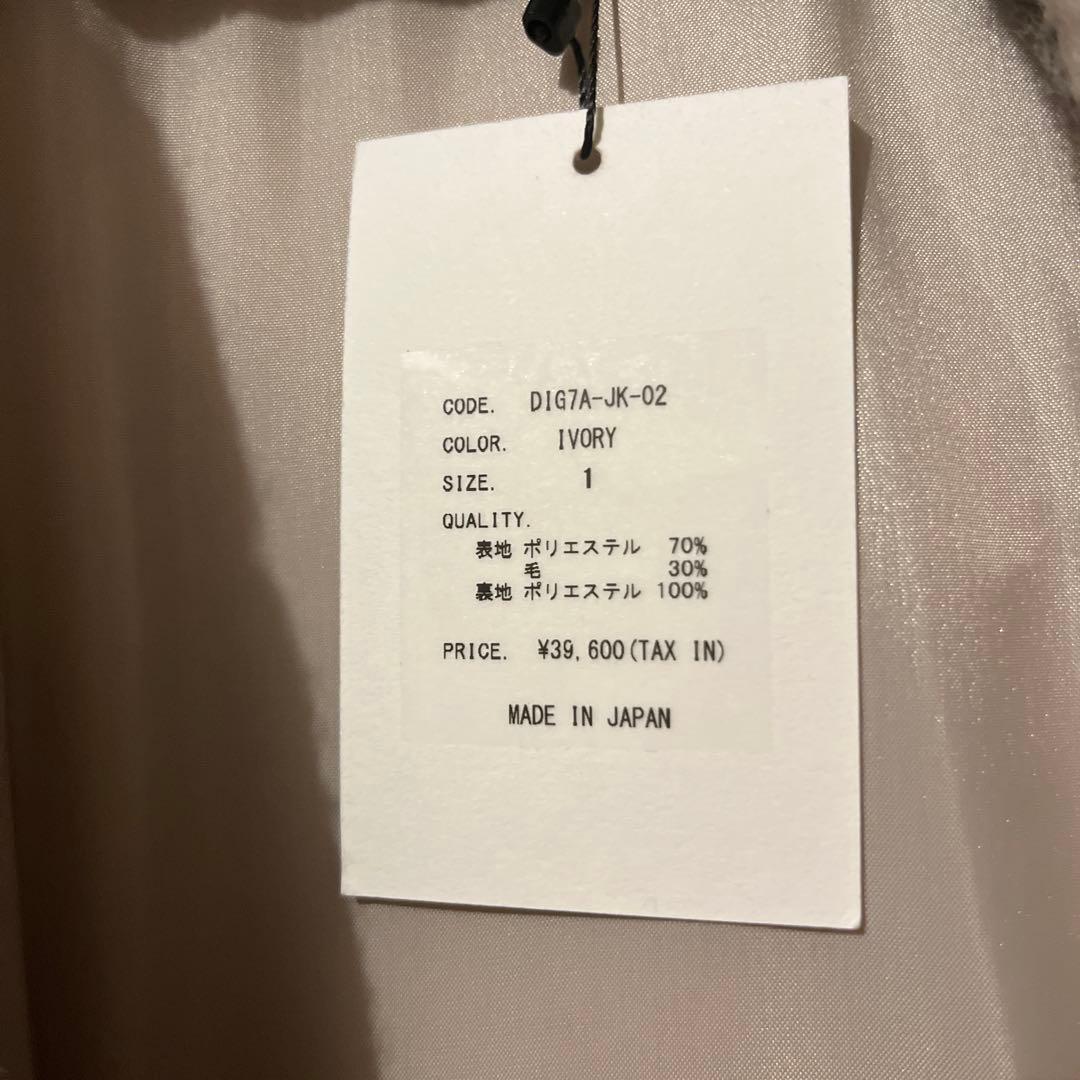 CODE. DIG7A-JK-02
COLOR. IVORY
SIZE. 1
QUALITY.
表地 ポリエステル 70%
毛 30%
裏地 ポリエステル 100%
PRICE. ¥39,600(TAX IN)
MADE IN JAPAN